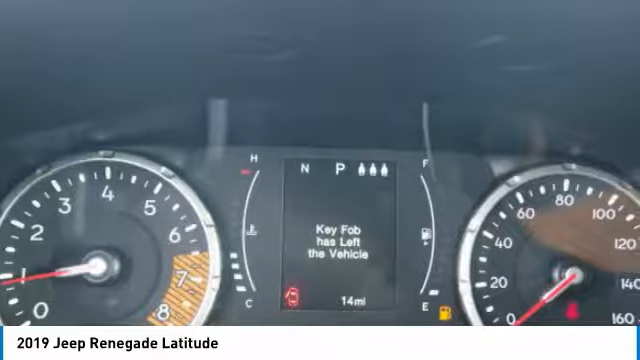 H
N P
F
Key Fob
has Left
the Vehicle
14mi
C
E
0 1 2 3 4 5 6 7 8
0 20 40 60 80 100 120 140 160
2019 Jeep Renegade Latitude